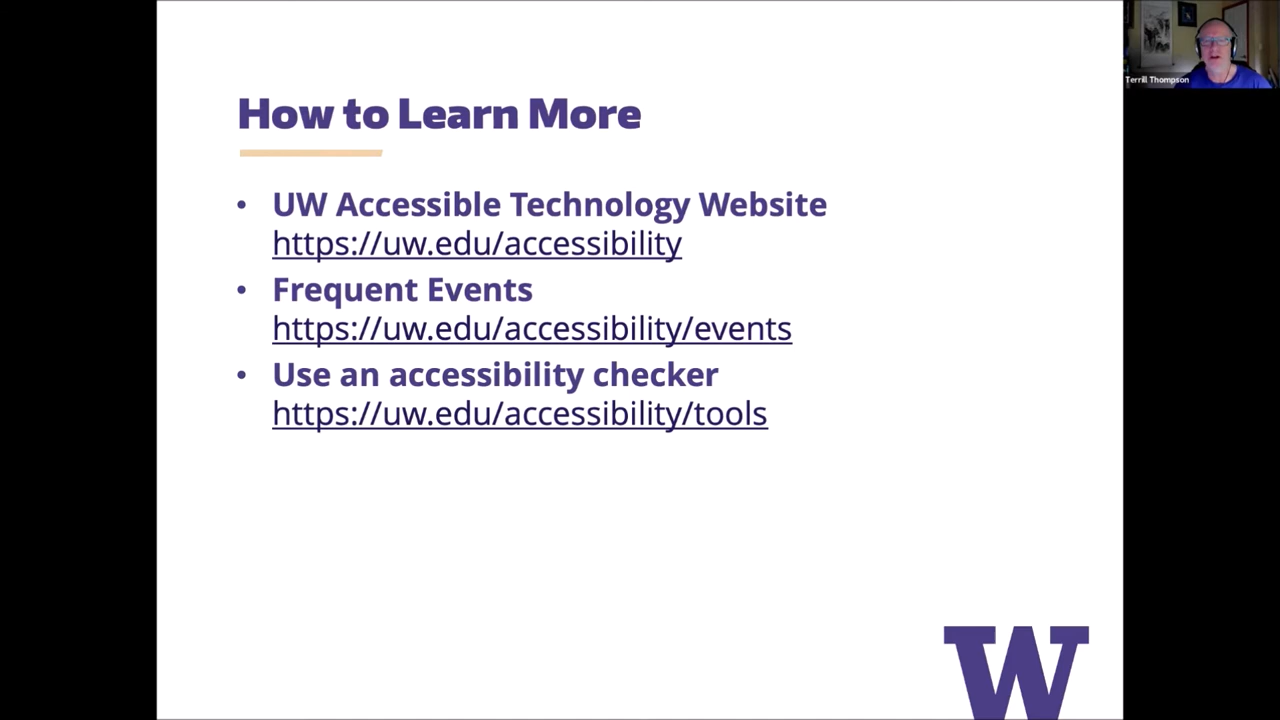 How to Learn More
• UW Accessible Technology Website
https://uw.edu/accessibility
• Frequent Events
https://uw.edu/accessibility/events
• Use an accessibility checker
https://uw.edu/accessibility/tools
W
Terrill Thompson